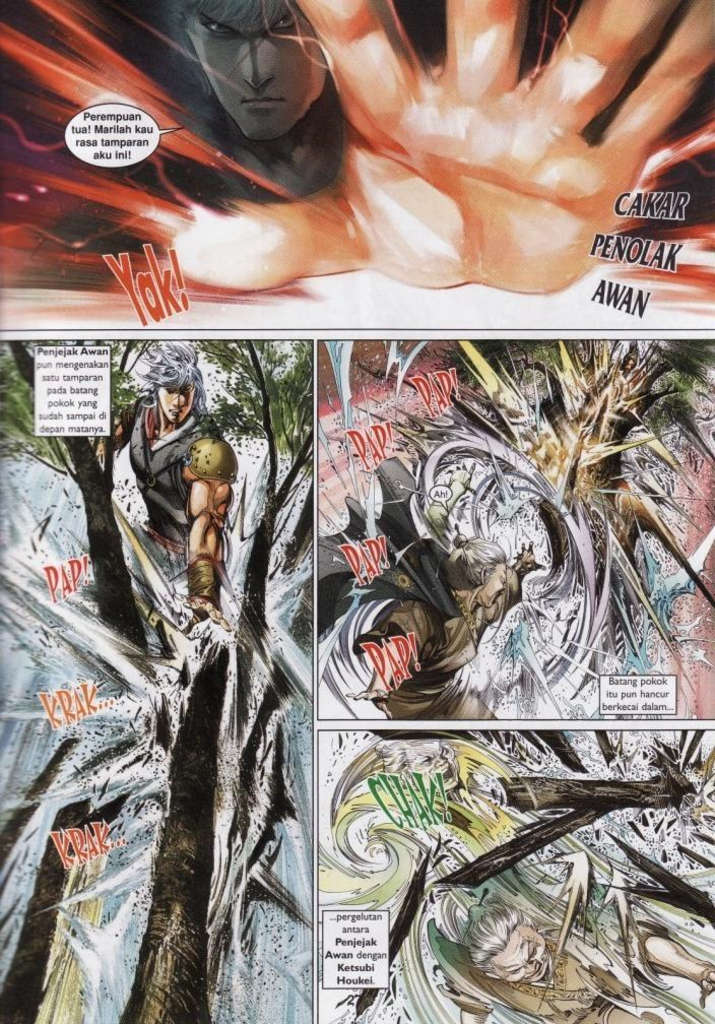 Perempuan
tua! Marilah kau
rasa tamparan
aku ini!
CAKAR
PENOLAK
AWAN
Yak!
Penjejak Awan
pun mengenakan
satu tamparan
pada batang
pokok yang
sudah sampai di
depan matanya.
PAP!
KRAK...
KRAK...
PAP!
PAP!
Ah!
PAP!
PAP!
Batang pokok
itu pun hancur
berkecai dalam...
CHAK!
...pergelutan
antara
Penjejak
Awan dengan
Ketsubi
Houkei.